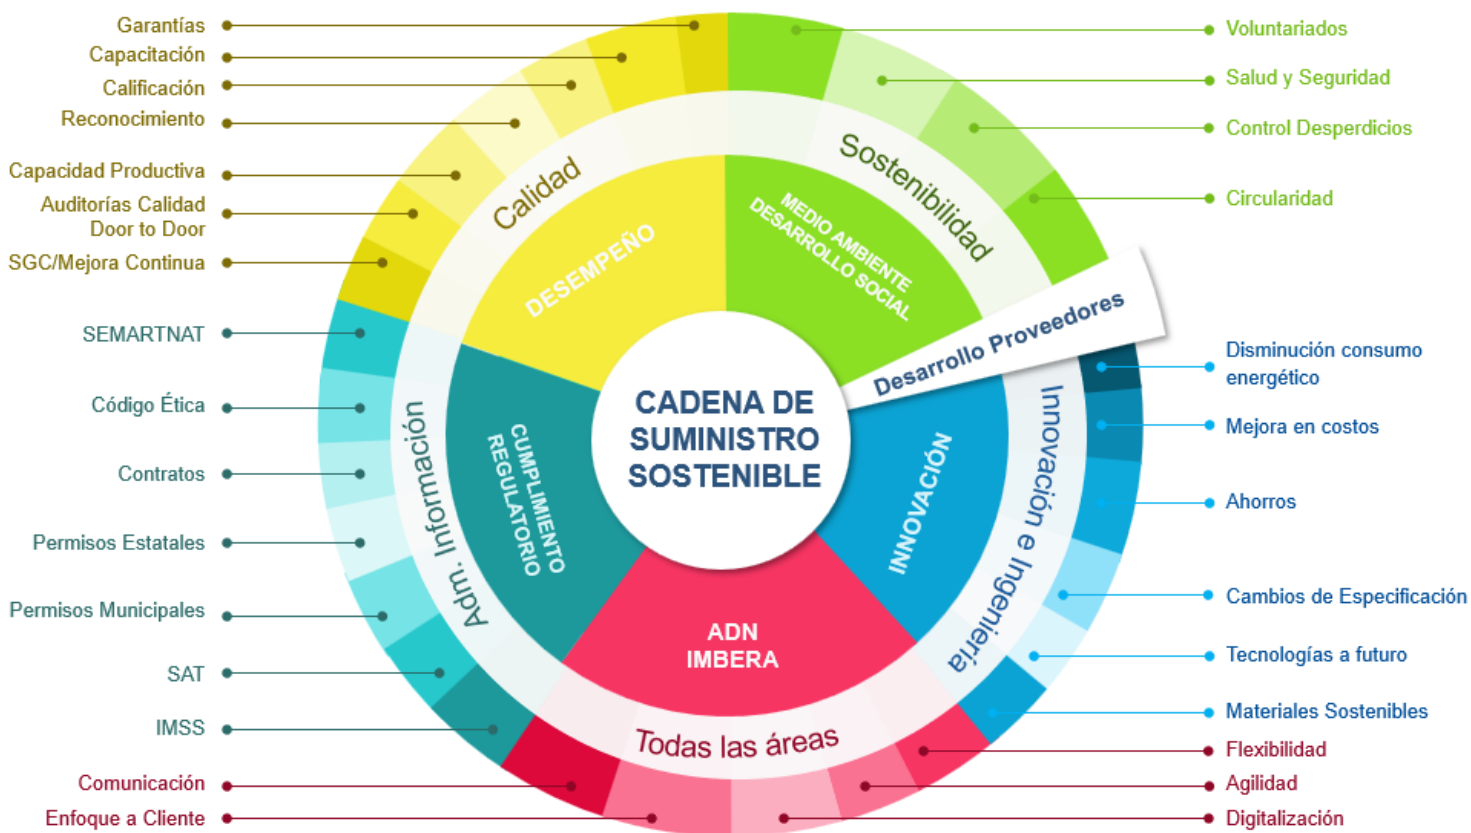 Garantías
Capacitación
Calificación
Reconocimiento
Capacidad Productiva
Auditorías Calidad
Door to Door
SGC/Mejora Continua
SEMARTNAT
Código Ética
Contratos
Permisos Estatales
Permisos Municipales
SAT
IMSS
Comunicación
Enfoque a Cliente
Calidad
DESEMPEÑO
Sostenibilidad
MEDIO AMBIENTE
DESARROLLO SOCIAL
Desarrollo Proveedores
CADENA DE
SUMINISTRO
SOSTENIBLE
Adm. Información
CUMPLIMIENTO
REGULATORIO
INNOVACIÓN
Innovación e Ingeniería
ADN
IMBERA
Todas las áreas
Voluntariados
Salud y Seguridad
Control Desperdicios
Circularidad
Disminución consumo
energético
Mejora en costos
Ahorros
Cambios de Especificación
Tecnologías a futuro
Materiales Sostenibles
Flexibilidad
Agilidad
Digitalización